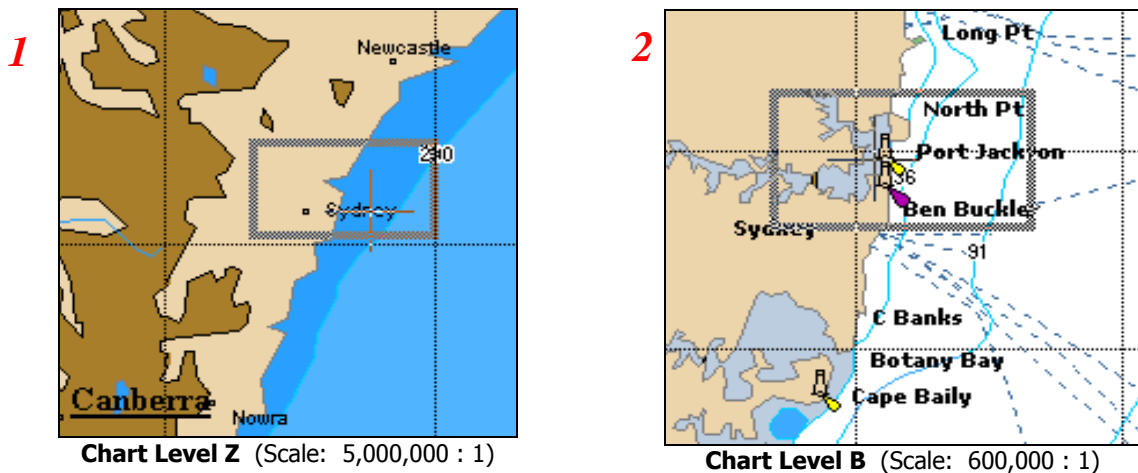 1
Newcastle
240
Sydney
Canberra
Nowra
Chart Level Z (Scale: 5,000,000 : 1)
2
Long Pt
North Pt
Port Jackson
36
Ben Buckle
Sydney
91
C Banks
Botany Bay
Cape Baily
Chart Level B (Scale: 600,000 : 1)